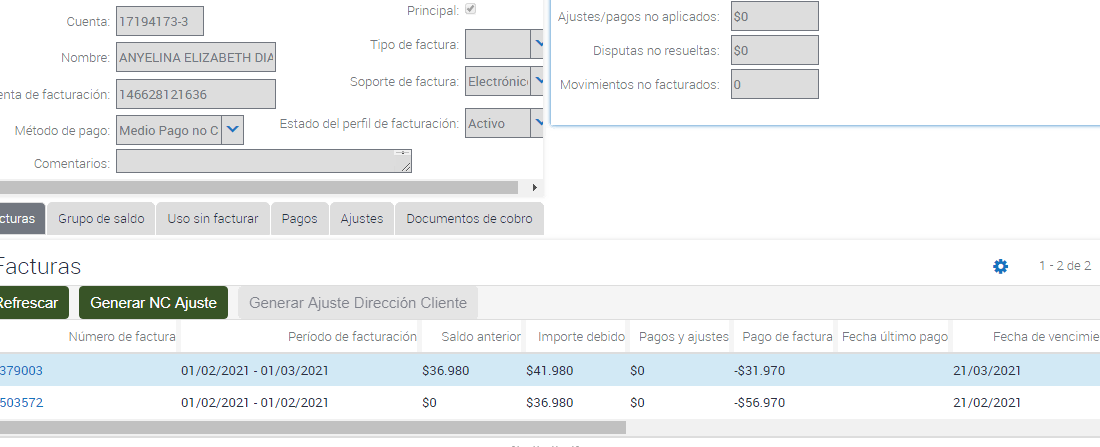 Principal:
Cuenta: 17194173-3
Tipo de factura:
Nombre: ANYELINA ELIZABETH DIA
Soporte de factura: Electrónic
enta de facturación: 146628121636
Estado del perfil de facturación: Activo
Método de pago: Medio Pago no C
Comentarios:
Ajustes/pagos no aplicados: $0
Disputas no resueltas: $0
Movimientos no facturados: 0
cturas Grupo de saldo Uso sin facturar Pagos Ajustes Documentos de cobro
Facturas 1 - 2 de 2
Refrescar Generar NC Ajuste Generar Ajuste Dirección Cliente
Número de factura Período de facturación Saldo anterior Importe debido Pagos y ajustes Pago de factura Fecha último pago Fecha de vencimie
379003 01/02/2021 - 01/03/2021 $36.980 $41.980 $0 -$31.970 21/03/2021
503572 01/02/2021 - 01/02/2021 $0 $36.980 $0 -$56.970 21/02/2021